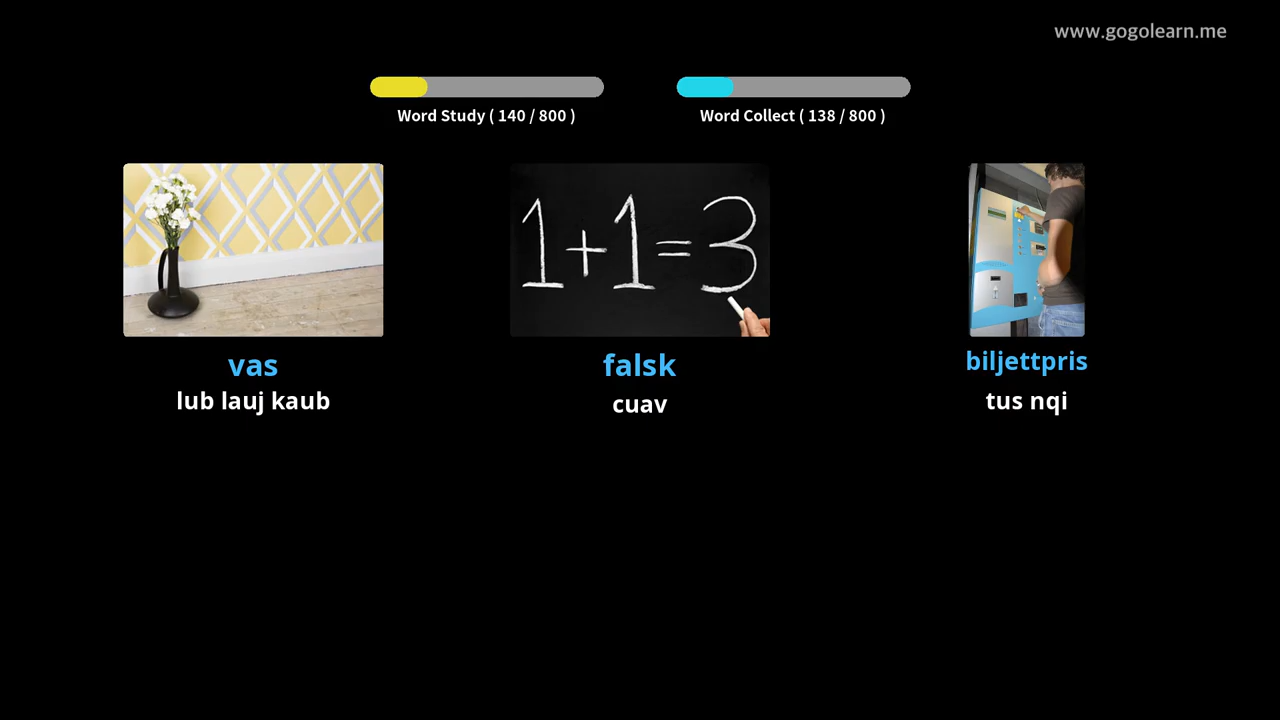 www.gogolearn.me
Word Study ( 140 / 800 )
Word Collect ( 138 / 800 )
1+1=3
vas
falsk
biljettpris
lub lauj kaub
cuav
tus nqi